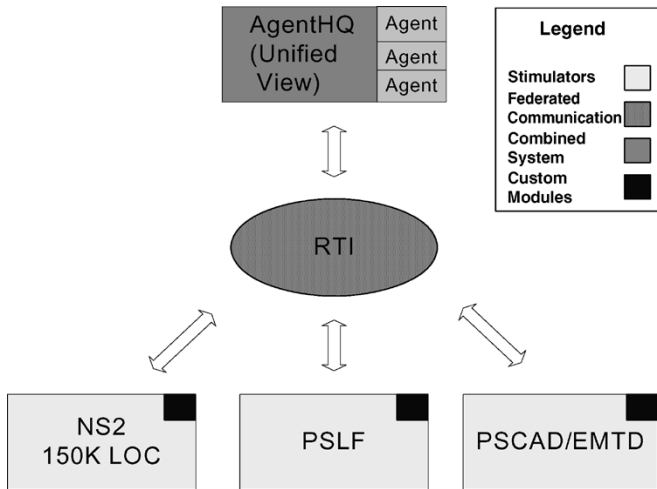 AgentHQ
(Unified
View)
Agent
Agent
Agent
Legend
Stimulators
Federated
Communication
Combined
System
Custom
Modules
RTI
NS2
150K LOC
PSLF
PSCAD/EMTD